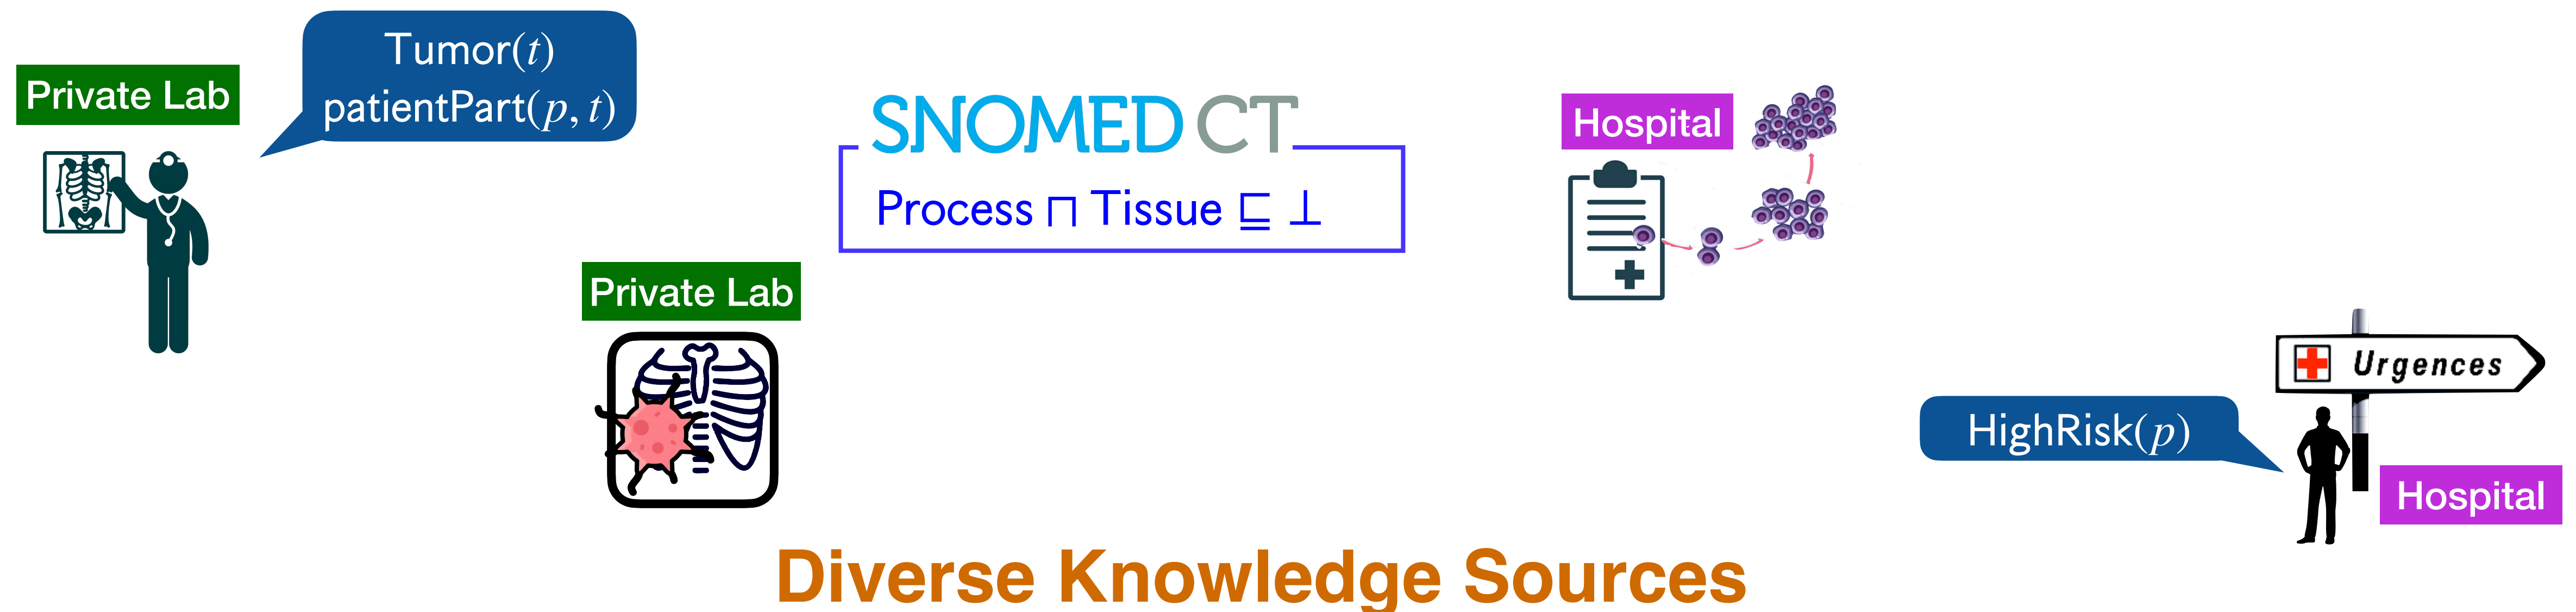 Private Lab
Tumor(t)
patientPart(p, t)
SNOMED CT
Process ⊓ Tissue ⊑ ⊥
Hospital
Private Lab
Urgences
HighRisk(p)
Hospital
Diverse Knowledge Sources